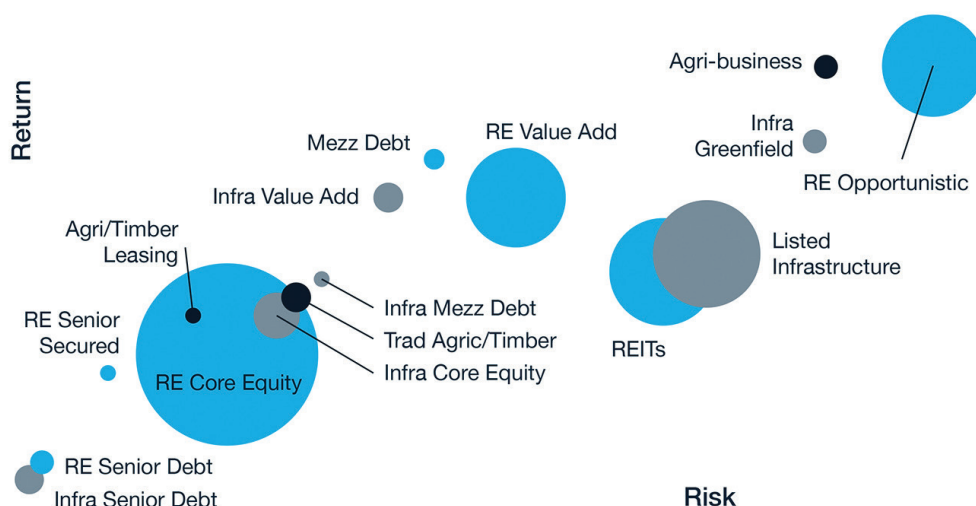 Return
Agri-business
Mezz Debt
RE Value Add
Infra
Greenfield
RE Opportunistic
Infra Value Add
Agri/Timber
Leasing
Listed
Infrastructure
RE Senior
Secured
Infra Mezz Debt
Trad Agric/Timber
REITs
Infra Core Equity
RE Core Equity
RE Senior Debt
Infra Senior Debt
Risk